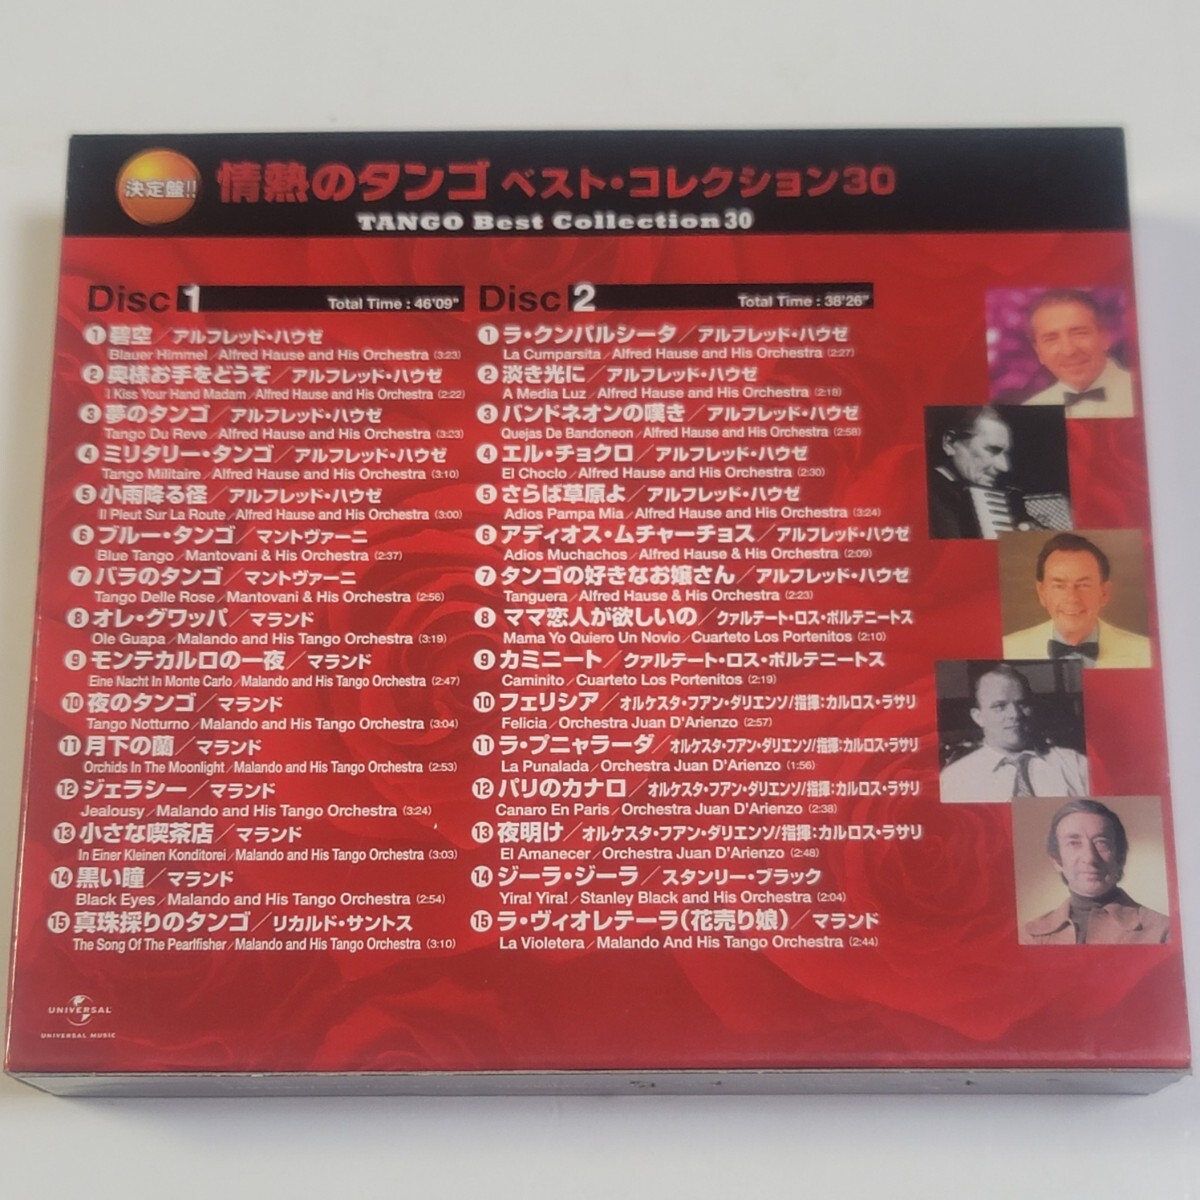 決定盤!! 情熱のタンゴ ベスト・コレクション30
TANGO Best Collection 30
Disc 1 Total Time : 46'09"
❶碧空／アルフレッド・ハウゼ
Blauer Himmel／Alfred Hause and His Orchestra (3:23)
❷奥様お手をどうぞ／アルフレッド・ハウゼ
I Kiss Your Hand Madam／Alfred Hause and His Orchestra (2:22)
❸夢のタンゴ／アルフレッド・ハウゼ
Tango Du Reve／Alfred Hause and His Orchestra (3:23)
❹ミリタリー・タンゴ／アルフレッド・ハウゼ
Tango Militaire／Alfred Hause and His Orchestra (3:10)
❺小雨降る径／アルフレッド・ハウゼ
Il Pleut Sur La Route／Alfred Hause and His Orchestra (3:00)
❻ブルー・タンゴ／マントヴァーニ
Blue Tango／Mantovani & His Orchestra (2:37)
❼バラのタンゴ／マントヴァーニ
Tango Delle Rose／Mantovani & His Orchestra (2:56)
❽オレ・グワッパ／マランド
Ole Guapa／Malando and His Tango Orchestra (3:19)
❾モンテカルロの一夜／マランド
Eine Nacht In Monte Carlo／Malando and His Tango Orchestra (2:47)
❿夜のタンゴ／マランド
Tango Notturno／Malando and His Tango Orchestra (3:04)
⓫月下の蘭／マランド
Orchids In The Moonlight／Malando and His Tango Orchestra (2:53)
⓬ジェラシー／マランド
Jealousy／Malando and His Tango Orchestra (3:24)
⓭小さな喫茶店／マランド
In Einer Kleinen Konditorei／Malando and His Tango Orchestra (3:03)
⓮黒い瞳／マランド
Black Eyes／Malando and His Tango Orchestra (2:54)
⓯真珠採りのタンゴ／リカルド・サントス
The Song Of The Pearlfisher／Malando and His Tango Orchestra (3:10)
Disc 2 Total Time : 38'26"
❶ラ・クンパルシータ／アルフレッド・ハウゼ
La Cumparsita／Alfred Hause and His Orchestra (2:27)
❷淡き光に／アルフレッド・ハウゼ
A Media Luz／Alfred Hause and His Orchestra (2:18)
❸バンドネオンの嘆き／アルフレッド・ハウゼ
Quejas De Bandoneon／Alfred Hause and His Orchestra (2:58)
❹エル・チョクロ／アルフレッド・ハウゼ
El Choclo／Alfred Hause and His Orchestra (2:30)
❺さらば草原よ／アルフレッド・ハウゼ
Adios Pampa Mia／Alfred Hause and His Orchestra (3:24)
❻アディオス・ムチャーチョス／アルフレッド・ハウゼ
Adios Muchachos／Alfred Hause & His Orchestra (2:09)
❼タンゴの好きなお嬢さん／アルフレッド・ハウゼ
Tanguera／Alfred Hause & His Orchestra (2:23)
❽ママ恋人が欲しいの／クァルテート・ロス・ポルテニートス
Mama Yo Quiero Un Novio／Cuarteto Los Portenitos (2:10)
❾カミニート／クァルテート・ロス・ポルテニートス
Caminito／Cuarteto Los Portenitos (2:19)
❿フェリシア／オルケスタ・フアン・ダリエンソ/指揮:カルロス・ラサリ
Felicia／Orchestra Juan D'Arienzo (2:57)
⓫ラ・プニャラーダ／オルケスタ・フアン・ダリエンソ/指揮:カルロス・ラサリ
La Punalada／Orchestra Juan D'Arienzo (1:56)
⓬パリのカナロ／オルケスタ・フアン・ダリエンソ/指揮:カルロス・ラサリ
Canaro En Paris／Orchestra Juan D'Arienzo (2:38)
⓭夜明け／オルケスタ・フアン・ダリエンソ/指揮:カルロス・ラサリ
El Amanecer／Orchestra Juan D'Arienzo (2:48)
⓮ジーラ・ジーラ／スタンリー・ブラック
Yira! Yira!／Stanley Black and His Orchestra (2:04)
⓯ラ・ヴィオレテーラ(花売り娘)／マランド
La Violetera／Malando And His Tango Orchestra (2:44)
UNIVERSAL
UNIVERSAL MUSIC